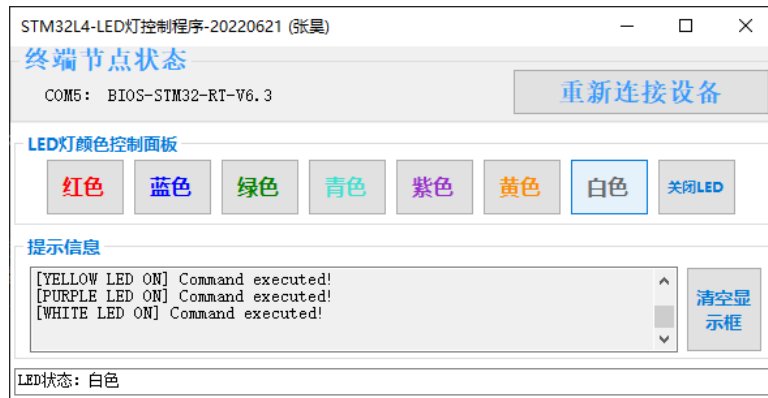 STM32L4-LED灯控制程序-20220621 (张昊)
终端节点状态
COM5: BIOS-STM32-RT-V6.3
重新连接设备
LED灯颜色控制面板
红色 蓝色 绿色 青色 紫色 黄色 白色 关闭LED
提示信息
[YELLOW LED ON] Command executed!
[PURPLE LED ON] Command executed!
[WHITE LED ON] Command executed!
清空显
示框
LED状态: 白色